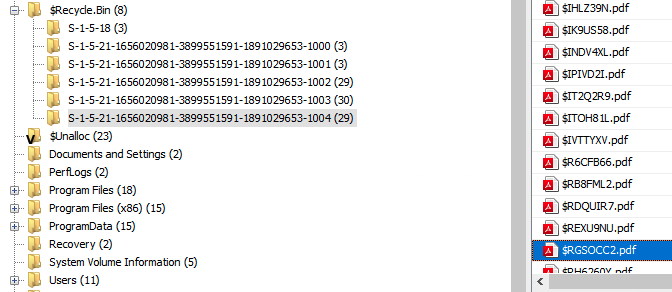 $Recycle.Bin (8)
S-1-5-18 (3)
S-1-5-21-1656020981-3899551591-1891029653-1000 (3)
S-1-5-21-1656020981-3899551591-1891029653-1001 (3)
S-1-5-21-1656020981-3899551591-1891029653-1002 (29)
S-1-5-21-1656020981-3899551591-1891029653-1003 (30)
S-1-5-21-1656020981-3899551591-1891029653-1004 (29)
$Unalloc (23)
Documents and Settings (2)
PerfLogs (2)
Program Files (18)
Program Files (x86) (15)
ProgramData (15)
Recovery (2)
System Volume Information (5)
Users (11)
$IHLZ39N.pdf
$IK9US58.pdf
$INDV4XL.pdf
$IPIVD2I.pdf
$IT2Q2R9.pdf
$ITOH81L.pdf
$IVTTYXV.pdf
$R6CFB66.pdf
$RB8FML2.pdf
$RDQUIR7.pdf
$REXU9NU.pdf
$RGSOCC2.pdf